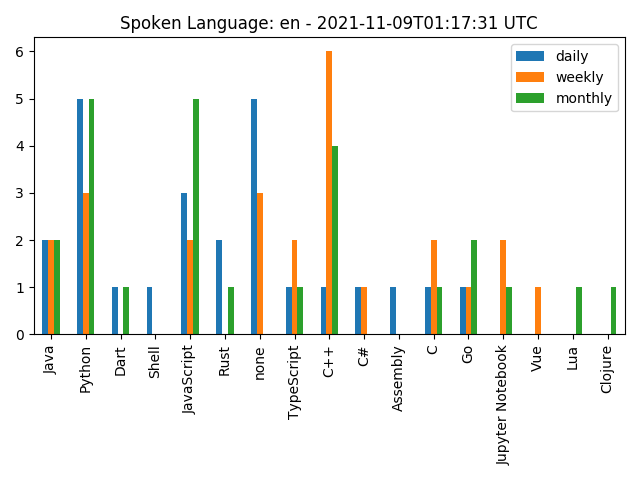 Spoken Language: en - 2021-11-09T01:17:31 UTC
daily
weekly
monthly
6
5
4
3
2
1
0
Java
Python
Dart
Shell
JavaScript
Rust
none
TypeScript
C++
C#
Assembly
C
Go
Jupyter Notebook
Vue
Lua
Clojure